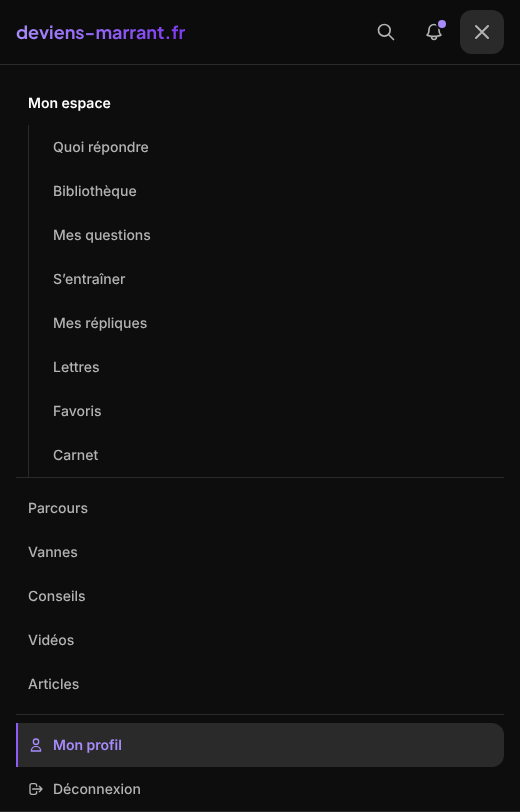 deviens-marrant.fr
Mon espace
Quoi répondre
Bibliothèque
Mes questions
S’entraîner
Mes répliques
Lettres
Favoris
Carnet
Parcours
Vannes
Conseils
Vidéos
Articles
Mon profil
Déconnexion